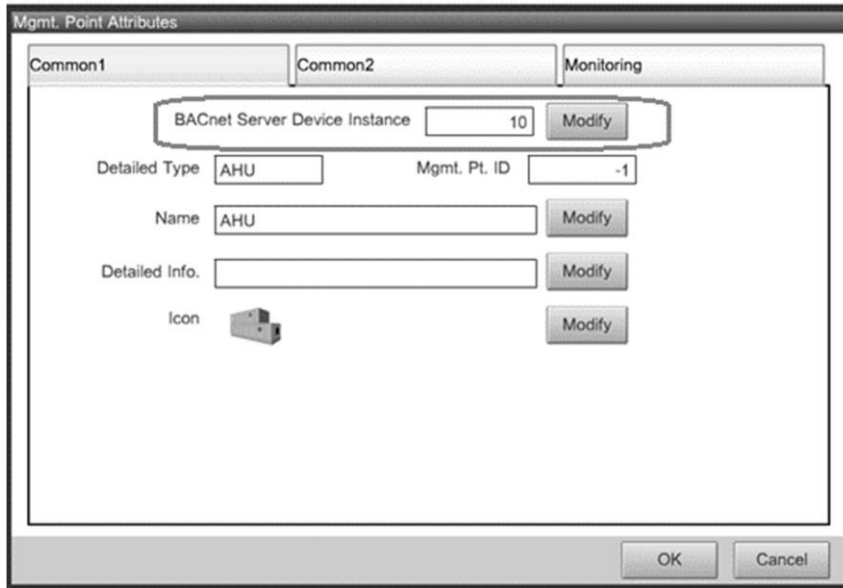 Mgmt. Point Attributes
Common1 Common2 Monitoring
BACnet Server Device Instance 10 Modify
Detailed Type AHU Mgmt. Pt. ID -1
Name AHU Modify
Detailed Info. Modify
Icon Modify
OK Cancel